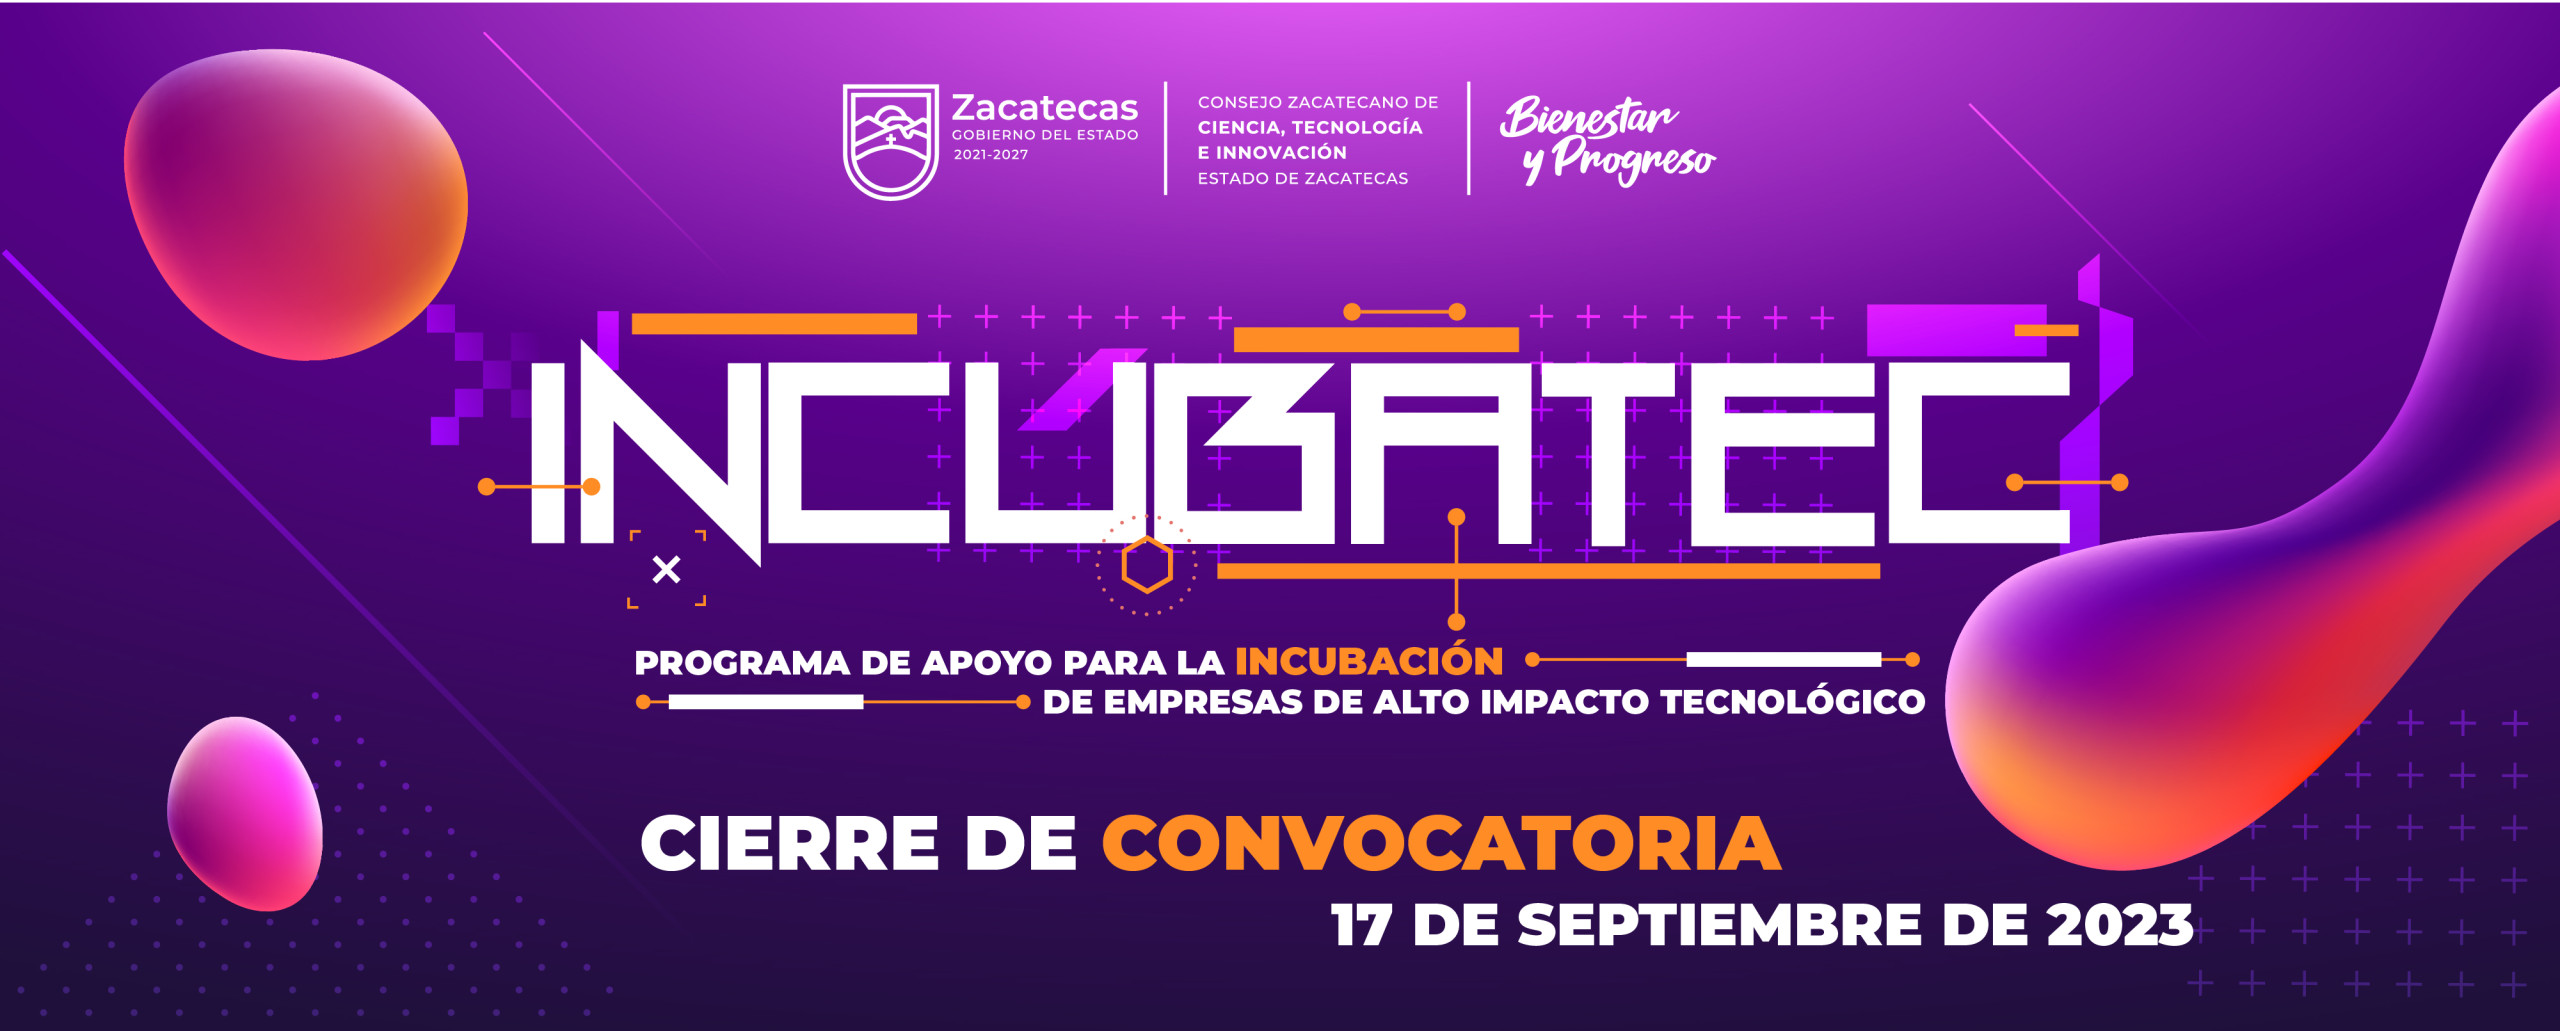 Zacatecas
GOBIERNO DEL ESTADO
2021-2027
CONSEJO ZACATECANO DE
CIENCIA, TECNOLOGÍA
E INNOVACIÓN
ESTADO DE ZACATECAS
Bienestar
y Progreso
INCUBATEC
PROGRAMA DE APOYO PARA LA INCUBACIÓN
DE EMPRESAS DE ALTO IMPACTO TECNOLÓGICO
CIERRE DE CONVOCATORIA
17 DE SEPTIEMBRE DE 2023